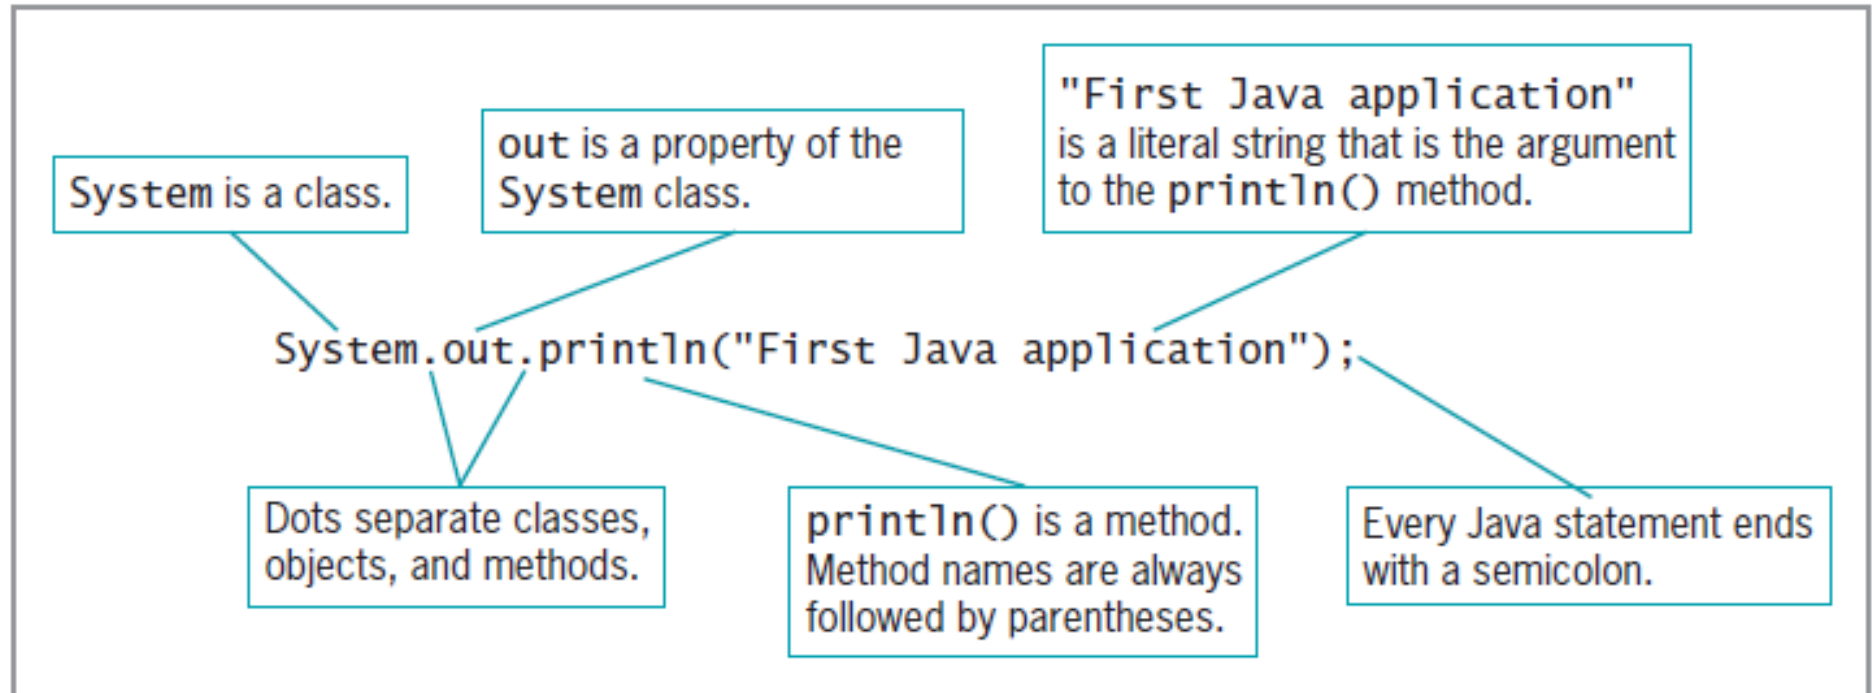 "First Java application"
is a literal string that is the argument
to the println() method.
out is a property of the
System class.
System is a class.
System.out.println("First Java application");
Dots separate classes,
objects, and methods.
println() is a method.
Method names are always
followed by parentheses.
Every Java statement ends
with a semicolon.